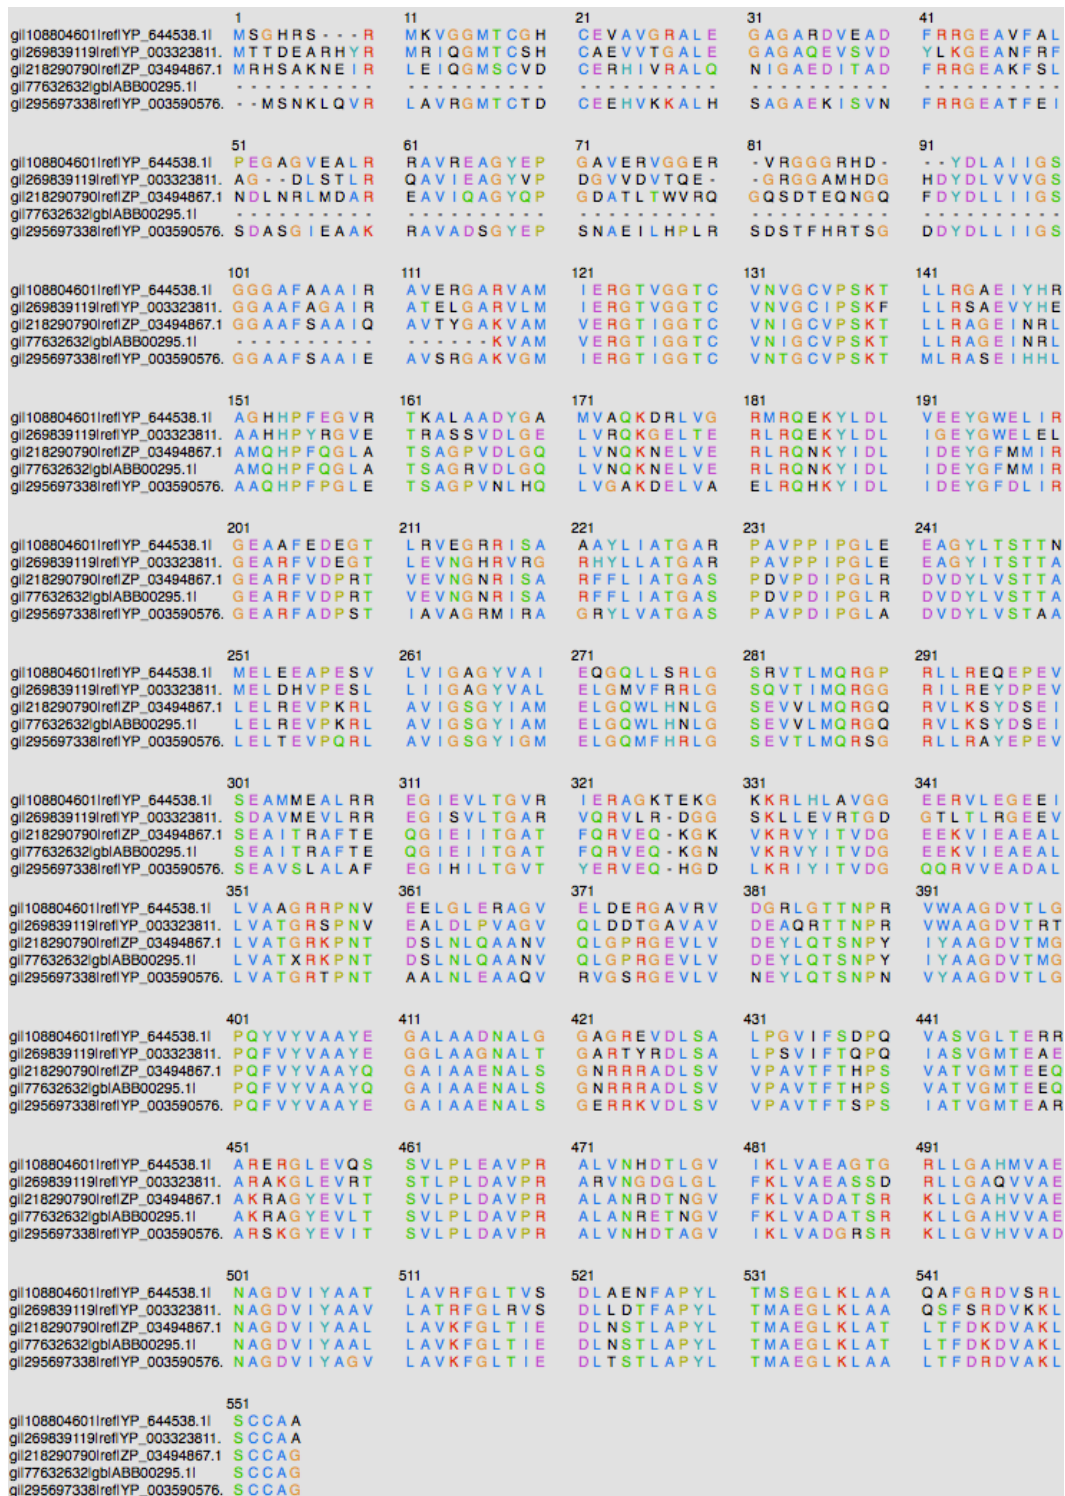 1 11 21 31 41
gi|108804601|ref|YP_644538.1| MSGHRS---R MKVGGMTCGH CEVAVGRALE GAGARDVEAD FRRGEAVFAL
gi|269839119|ref|YP_003323811. MTTDEARHYR MRIQGMTCSH CAEVVTGALE GAGAQEVSVD YLKGEANFRF
gi|218290790|ref|ZP_03494867.1 MRHSAKNEIR LEIQGMSCVD CERHIVRALQ NIGAEDITAD FRRGEAKFSL
gi|77632632|gb|ABB00295.1| ---------- ---------- ---------- ---------- ----------
gi|295697338|ref|YP_003590576. --MSNKLQVR LAVRGMTCTD CEEHVKKALH SAGAEKISVN FRRGEATFEI
51 61 71 81 91
gi|108804601|ref|YP_644538.1| PEGAGVEALR RAVREAGYEP GAVERVGGER -VRGGGRHD- --YDLAIIGS
gi|269839119|ref|YP_003323811. AG--DLSTLR QAVIEAGYVP DGVVDVTQE- -GRGGAMHDG HDYDLVVVGS
gi|218290790|ref|ZP_03494867.1 NDLNRLMDAR EAVIQAGYQP GDATLTWVRQ GQSDTEQNGQ FDYDLLIIGS
gi|77632632|gb|ABB00295.1| ---------- ---------- ---------- ---------- ----------
gi|295697338|ref|YP_003590576. SDASGIEAAK RAVADSGYEP SNAEILHPLR SDSTFHRTSG DDYDLLIIGS
101 111 121 131 141
gi|108804601|ref|YP_644538.1| GGGAFAAAIR AVERGARVAM IERGTVGGTC VNVGCVPSKT LLRGAEIYHR
gi|269839119|ref|YP_003323811. GGAAFAGAIR ATELGARVLM IERGTVGGTC VNVGCIPSKF LLRSAEVYHE
gi|218290790|ref|ZP_03494867.1 GGAAFSAAIQ AVTYGAKVAM VERGTIGGTC VNIGCVPSKT LLRAGEINRL
gi|77632632|gb|ABB00295.1| ---------- ------KVAM VERGTIGGTC VNIGCVPSKT LLRAGEINRL
gi|295697338|ref|YP_003590576. GGAAFSAAIE AVSRGAKVGM IERGTIGGTC VNTGCVPSKT MLRASEIHHL
151 161 171 181 191
gi|108804601|ref|YP_644538.1| AGHHPFEGVR TKALAADYGA MVAQKDRLVG RMRQEKYLDL VEEYGWELIR
gi|269839119|ref|YP_003323811. AAHHPYRGVE TRASSVDLGE LVRQKGELTE RLRQEKYLDL IGEYGWELEL
gi|218290790|ref|ZP_03494867.1 AMQHPFQGLA TSAGPVDLGQ LVNQKNELVE RLRQNKYIDL IDEYGFMMIR
gi|77632632|gb|ABB00295.1| AMQHPFQGLA TSAGRVDLGQ LVNQKNELVE RLRQNKYIDL IDEYGFMMIR
gi|295697338|ref|YP_003590576. AAQHPFPGLE TSAGPVNLHQ LVGAKDELVA ELRQHKYIDL IDEYGFDLIR
201 211 221 231 241
gi|108804601|ref|YP_644538.1| GEAAFEDEGT LRVEGRRISA AAYLIATGAR PAVPPIPGLE EAGYLTSTTN
gi|269839119|ref|YP_003323811. GEARFVDEGT LEVNGHRVRG RHYLLATGAR PAVPPIPGLE EAGYITSTTA
gi|218290790|ref|ZP_03494867.1 GEARFVDPRT VEVNGNRISA RFFLIATGAS PDVPDIPGLR DVDYLVSTTA
gi|77632632|gb|ABB00295.1| GEARFVDPRT VEVNGNRISA RFFLIATGAS PDVPDIPGLR DVDYLVSTTA
gi|295697338|ref|YP_003590576. GEARFADPST IAVAGRMIRA GRYLVATGAS PAVPDIPGLA DVDYLVSTAA
251 261 271 281 291
gi|108804601|ref|YP_644538.1| MELEEAPESV LVIGAGYVAI EQGQLLSRLG SRVTLMQRGP RLLREQEPEV
gi|269839119|ref|YP_003323811. MELDHVPESL LIIGAGYVAL ELGMVFRRLG SQVTIMQRGG RILREYDPEV
gi|218290790|ref|ZP_03494867.1 LELREVPKRL AVIGSGYIAM ELGQWLHNLG SEVVLMQRGQ RVLKSYDSEI
gi|77632632|gb|ABB00295.1| LELREVPKRL AVIGSGYIAM ELGQWLHNLG SEVVLMQRGQ RVLKSYDSEI
gi|295697338|ref|YP_003590576. LELTEVPQRL AVIGSGYIGM ELGQMFHRLG SEVTLMQRSG RLLRAYEPEV
301 311 321 331 341
gi|108804601|ref|YP_644538.1| SEAMMEALRR EGIEVLTGVR IERAGKTEKG KKRLHLAVGG EERVLEGEEI
gi|269839119|ref|YP_003323811. SDAVMEVLRR EGISVLTGAR VQRVLR-DGG SKLLEVRTGD GTLTLRGEEV
gi|218290790|ref|ZP_03494867.1 SEAITRAFTE QGIEIITGAT FQRVEQ-KGK VKRVYITVDG EEKVIEAEAL
gi|77632632|gb|ABB00295.1| SEAITRAFTE QGIEIITGAT FQRVEQ-KGN VKRVYITVDG EEKVIEAEAL
gi|295697338|ref|YP_003590576. SEAVSLALAF EGIHILTGVT YERVEQ-HGD LKRIYITVDG QQRVVEADAL
351 361 371 381 391
gi|108804601|ref|YP_644538.1| LVAAGRRPNV EELGLERAGV ELDERGAVRV DGRLGTTNPR VWAAGDVTLG
gi|269839119|ref|YP_003323811. LVATGRSPNV EALDLPVAGV QLDDTGAVAV DEAQRTTNPR VWAAGDVTRT
gi|218290790|ref|ZP_03494867.1 LVATGRKPNT DSLNLQAANV QLGPRGEVLV DEYLQTSNPY IYAAGDVTMG
gi|77632632|gb|ABB00295.1| LVATXRKPNT DSLNLQAANV QLGPRGEVLV DEYLQTSNPY IYAAGDVTMG
gi|295697338|ref|YP_003590576. LVATGRTPNT AALNLEAAQV RVGSRGEVLV NEYLQTSNPN VYAAGDVTLG
401 411 421 431 441
gi|108804601|ref|YP_644538.1| PQYVYVAAYE GALAADNALG GAGREVDLSA LPGVIFSDPQ VASVGLTERR
gi|269839119|ref|YP_003323811. PQFVYVAAYE GGLAAGNALT GARTYRDLSA LPSVIFTQPQ IASVGMTEAE
gi|218290790|ref|ZP_03494867.1 PQFVYVAAYQ GAIAAENALS GNRRRADLSV VPAVTFTHPS VATVGMTEEQ
gi|77632632|gb|ABB00295.1| PQFVYVAAYQ GAIAAENALS GNRRRADLSV VPAVTFTHPS VATVGMTEEQ
gi|295697338|ref|YP_003590576. PQFVYVAAYE GAIAAENALS GERRKVDLSV VPAVTFTSPS IATVGMTEAR
451 461 471 481 491
gi|108804601|ref|YP_644538.1| ARERGLEVQS SVLPLEAVPR ALVNHDTLGV IKLVAEAGTG RLLGAHMVAE
gi|269839119|ref|YP_003323811. ARAKGLEVRT STLPLDAVPR ARVNGDGLGL FKLVAEASSD RLLGAQVVAE
gi|218290790|ref|ZP_03494867.1 AKRAGYEVLT SVLPLDAVPR ALANRDTNGV FKLVADATSR KLLGAHVVAE
gi|77632632|gb|ABB00295.1| AKRAGYEVLT SVLPLDAVPR ALANRETNGV FKLVADATSR KLLGAHVVAE
gi|295697338|ref|YP_003590576. ARSKGYEVIT SVLPLDAVPR ALVNHDTAGV IKLVADGRSR KLLGVHVVAD
501 511 521 531 541
gi|108804601|ref|YP_644538.1| NAGDVIYAAT LAVRFGLTVS DLAENFAPYL TMSEGLKLAA QAFGRDVSRL
gi|269839119|ref|YP_003323811. NAGDVIYAAV LATRFGLRVS DLLDTFAPYL TMAEGLKLAA QSFSRDVKKL
gi|218290790|ref|ZP_03494867.1 NAGDVIYAAL LAVKFGLTIE DLNSTLAPYL TMAEGLKLAT LTFDKDVAKL
gi|77632632|gb|ABB00295.1| NAGDVIYAAL LAVKFGLTIE DLNSTLAPYL TMAEGLKLAT LTFDKDVAKL
gi|295697338|ref|YP_003590576. NAGDVIYAGV LAVKFGLTIE DLTSTLAPYL TMAEGLKLAA LTFDRDVAKL
551
gi|108804601|ref|YP_644538.1| SCCAA
gi|269839119|ref|YP_003323811. SCCAA
gi|218290790|ref|ZP_03494867.1 SCCAG
gi|77632632|gb|ABB00295.1| SCCAG
gi|295697338|ref|YP_003590576. SCCAG